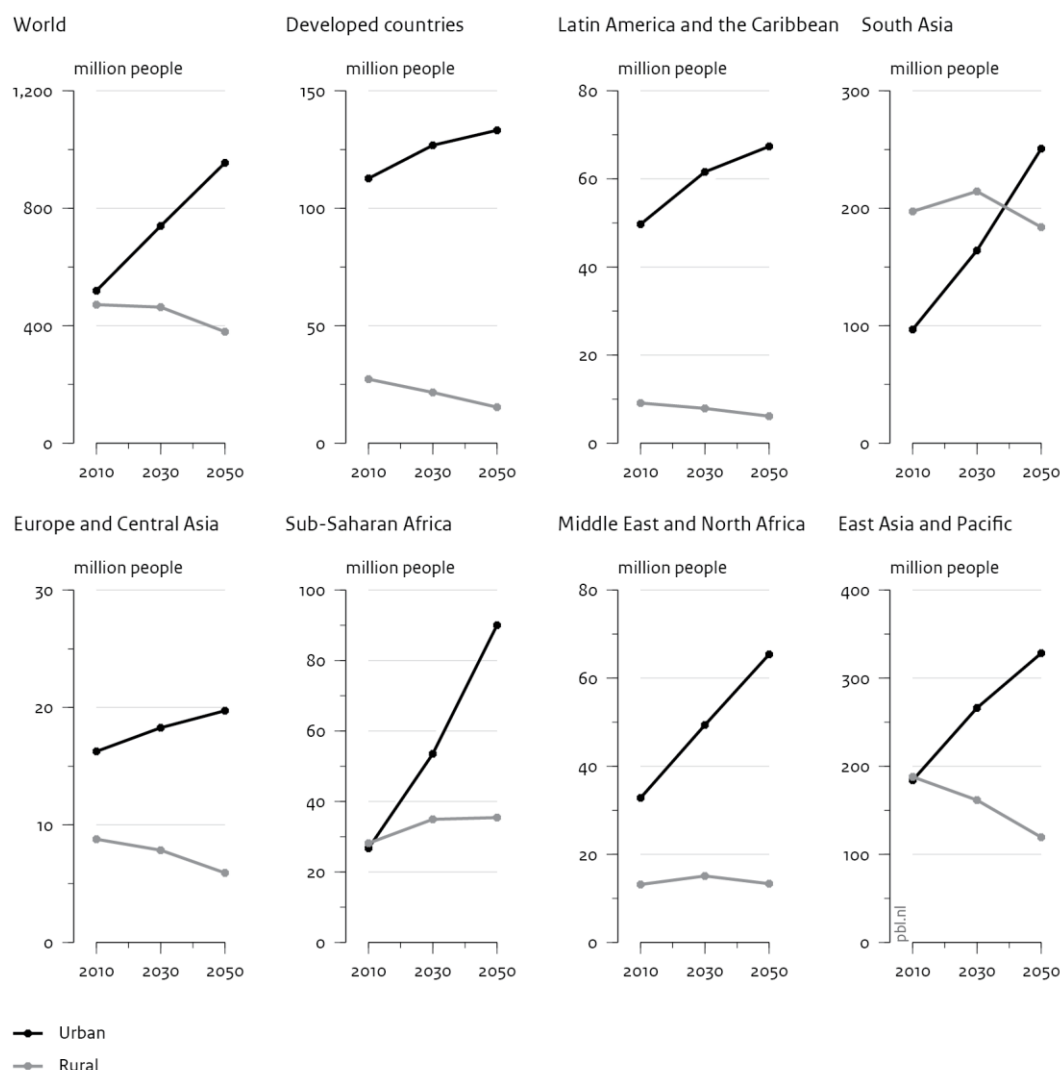 World
million people
1,200
800
400
0
2010 2030 2050
Developed countries
million people
150
100
50
0
2010 2030 2050
Latin America and the Caribbean
million people
80
60
40
20
0
2010 2030 2050
South Asia
million people
300
200
100
0
2010 2030 2050
Europe and Central Asia
million people
30
20
10
0
2010 2030 2050
Sub-Saharan Africa
million people
100
80
60
40
20
0
2010 2030 2050
Middle East and North Africa
million people
80
60
40
20
0
2010 2030 2050
East Asia and Pacific
million people
400
300
200
100
0
2010 2030 2050
pbl.nl
Urban
Rural